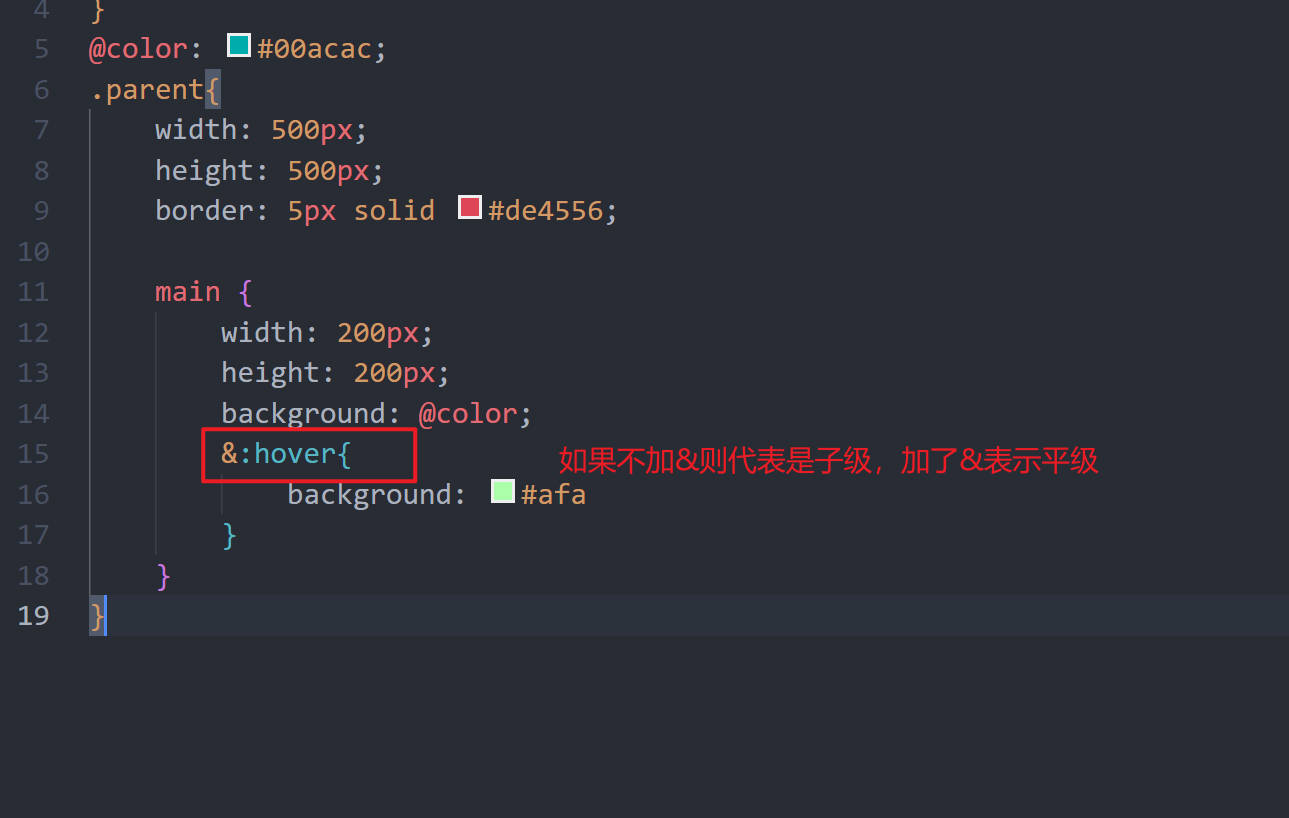 4 }
5 @color: #00acac;
6 .parent{
7 width: 500px;
8 height: 500px;
9 border: 5px solid #de4556;
10
11 main {
12 width: 200px;
13 height: 200px;
14 background: @color;
15 &:hover{ 如果不加&则代表是子级，加了&表示平级
16 background: #afa
17 }
18 }
19 }